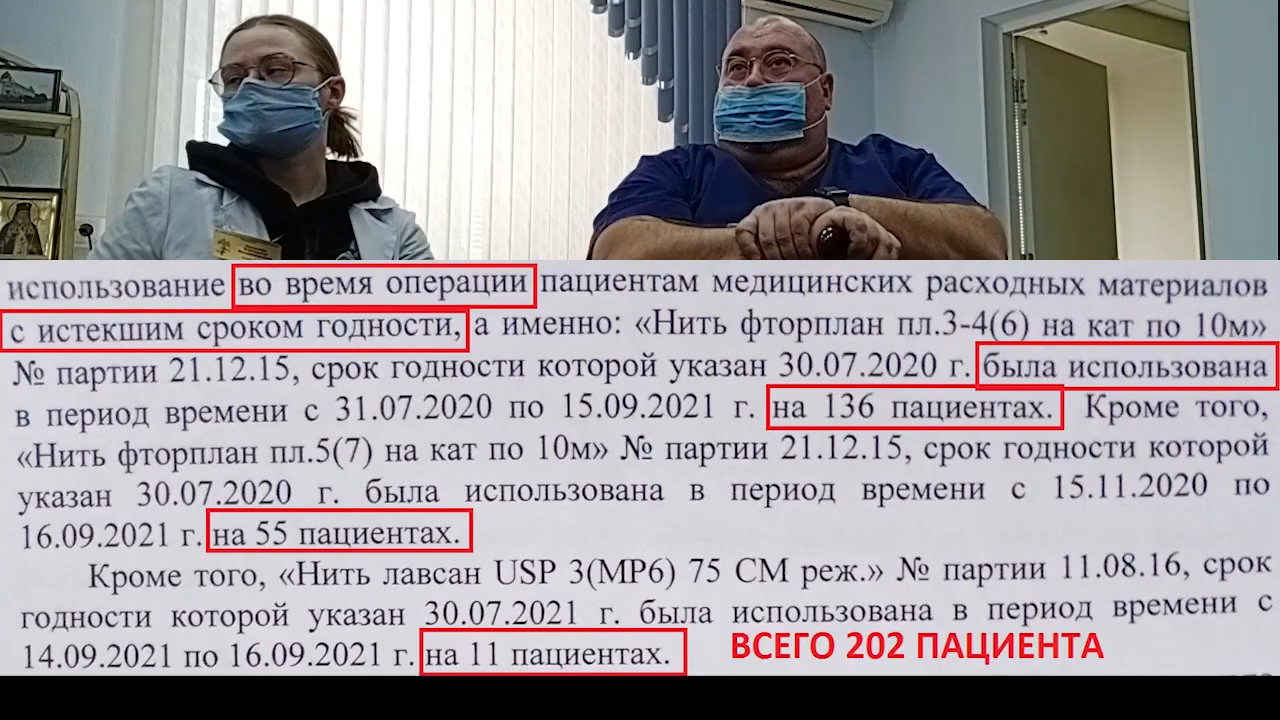 использование во время операции пациентам медицинских расходных материалов
с истекшим сроком годности, а именно: «Нить фторплан пл.3-4(6) на кат по 10м»
№ партии 21.12.15, срок годности которой указан 30.07.2020 г. была использована
в период времени с 31.07.2020 по 15.09.2021 г. на 136 пациентах. Кроме того,
«Нить фторплан пл.5(7) на кат по 10м» № партии 21.12.15, срок годности которой
указан 30.07.2020 г. была использована в период времени с 15.11.2020 по
16.09.2021 г. на 55 пациентах.
Кроме того, «Нить лавсан USP 3(МР6) 75 СМ реж.» № партии 11.08.16, срок
годности которой указан 30.07.2021 г. была использована в период времени с
14.09.2021 по 16.09.2021 г. на 11 пациентах.
ВСЕГО 202 ПАЦИЕНТА